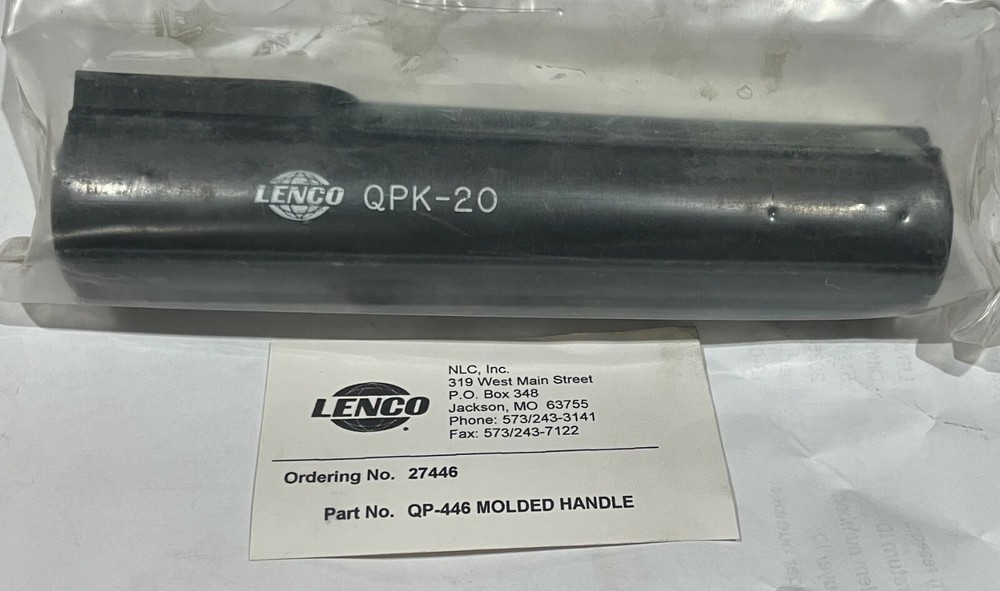 LENCO QPK-20
LENCO
NLC, Inc.
319 West Main Street
P.O. Box 348
Jackson, MO 63755
Phone: 573/243-3141
Fax: 573/243-7122
Ordering No. 27446
Part No. QP-446 MOLDED HANDLE